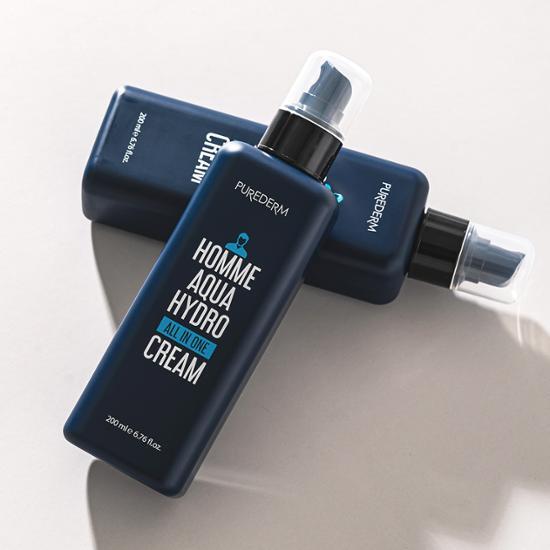 PUREDERM
HOMME
AQUA
HYDRO
ALL IN ONE
CREAM
200 ml e 6.76 fl.oz.
PUREDERM
CREAM
200 ml e 6.76 fl.oz.